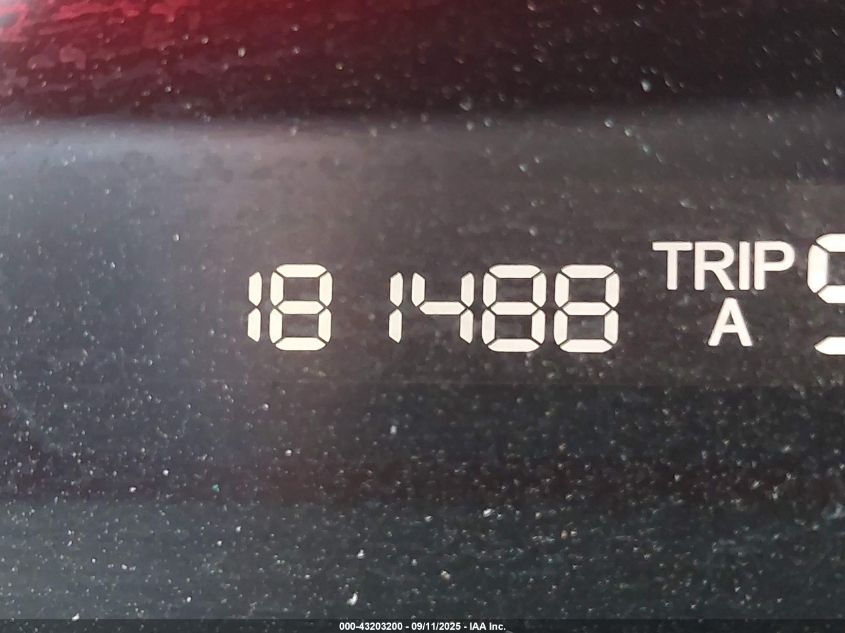 181488 TRIP
A
000-43203200 - 09/11/2025 - IAA Inc.